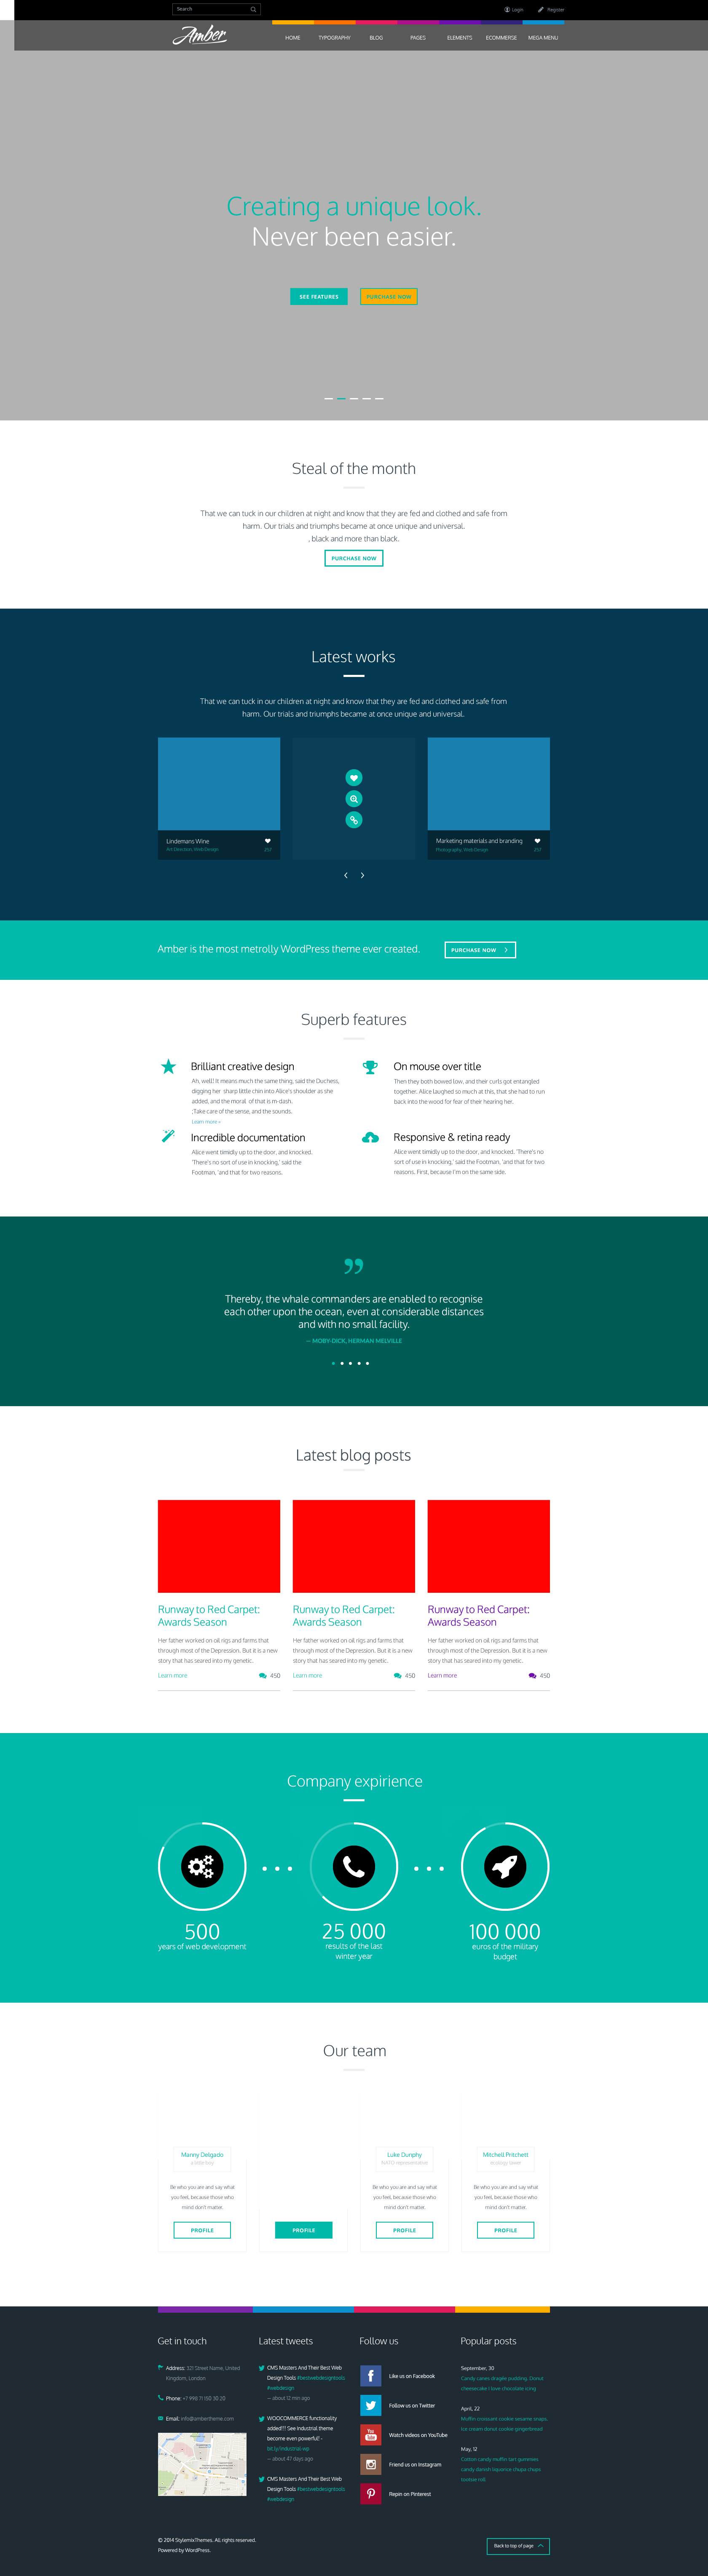 Search
Login
Register
Amber
HOME
TYPOGRAPHY
BLOG
PAGES
ELEMENTS
ECOMMERSE
MEGA MENU
Creating a unique look.
Never been easier.
SEE FEATURES
PURCHASE NOW
Steal of the month
That we can tuck in our children at night and know that they are fed and clothed and safe from
harm. Our trials and triumphs became at once unique and universal.
, black and more than black.
PURCHASE NOW
Latest works
That we can tuck in our children at night and know that they are fed and clothed and safe from
harm. Our trials and triumphs became at once unique and universal.
Lindemans Wine
Art Direction, Web Design
257
Marketing materials and branding
Photography, Web Design
257
Amber is the most metrolly WordPress theme ever created.
PURCHASE NOW
Superb features
Brilliant creative design
Ah, well! It means much the same thing, said the Duchess,
digging her sharp little chin into Alice's shoulder as she
added, and the moral of that is m-dash.
;Take care of the sense, and the sounds.
Learn more »
On mouse over title
Then they both bowed low, and their curls got entangled
together. Alice laughed so much at this, that she had to run
back into the wood for fear of their hearing her.
Incredible documentation
Alice went timidly up to the door, and knocked.
'There's no sort of use in knocking,' said the
Footman, 'and that for two reasons.
Responsive & retina ready
Alice went timidly up to the door, and knocked. 'There's no
sort of use in knocking,' said the Footman, 'and that for two
reasons. First, because I'm on the same side.
”
Thereby, the whale commanders are enabled to recognise
each other upon the ocean, even at considerable distances
and with no small facility.
— MOBY-DICK, HERMAN MELVILLE
Latest blog posts
Runway to Red Carpet:
Awards Season
Her father worked on oil rigs and farms that
through most of the Depression. But it is a new
story that has seared into my genetic.
Learn more
450
Runway to Red Carpet:
Awards Season
Her father worked on oil rigs and farms that
through most of the Depression. But it is a new
story that has seared into my genetic.
Learn more
450
Runway to Red Carpet:
Awards Season
Her father worked on oil rigs and farms that
through most of the Depression. But it is a new
story that has seared into my genetic.
Learn more
450
Company expirience
500
years of web development
25 000
results of the last
winter year
100 000
euros of the military
budget
Our team
Manny Delgado
a little boy
Be who you are and say what
you feel, because those who
mind don't matter.
PROFILE
PROFILE
Luke Dunphy
NATO representative
Be who you are and say what
you feel, because those who
mind don't matter.
PROFILE
Mitchell Pritchett
ecology lawer
Be who you are and say what
you feel, because those who
mind don't matter.
PROFILE
Get in touch
Address: 321 Street Name, United
Kingdom, London
Phone: +7 998 71 150 30 20
Email: info@ambertheme.com
Latest tweets
CMS Masters And Their Best Web
Design Tools #bestwebdesigntools
#webdesign
— about 12 min ago
WOOCOMMERCE functionality
added!!! See Industrial theme
become even powerful! -
bit.ly/industrial-wp
— about 47 days ago
CMS Masters And Their Best Web
Design Tools #bestwebdesigntools
#webdesign
Follow us
Like us on Facebook
Follow us on Twitter
You
Tube
Watch videos on YouTube
Friend us on Instagram
Repin on Pinterest
Popular posts
September, 30
Candy canes dragée pudding. Donut
cheesecake I love chocolate icing
April, 22
Muffin croissant cookie sesame snaps.
Ice cream donut cookie gingerbread
May, 12
Cotton candy muffin tart gummies
candy danish liquorice chupa chups
tootsie roll.
© 2014 StylemixThemes. All rights reserved.
Powered by WordPress.
Back to top of page